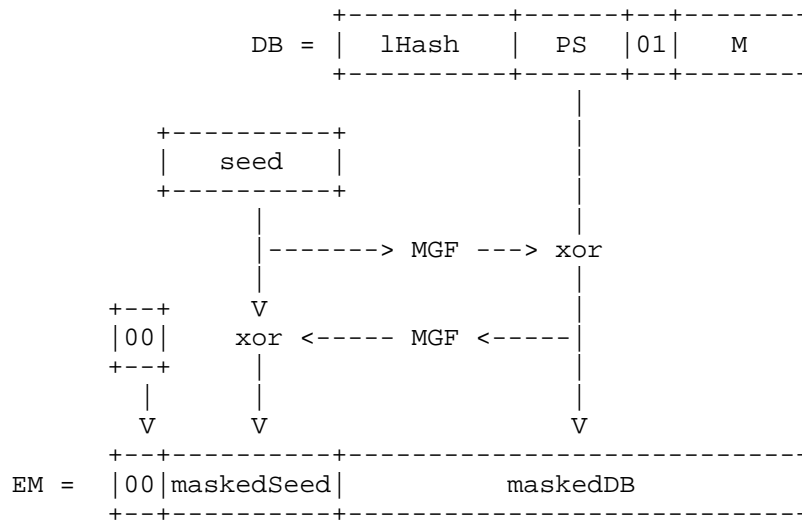 DB = | lHash | PS |01| M
seed
MGF ---> xor
|00| xor <----- MGF <-----
EM = |00|maskedSeed| maskedDB